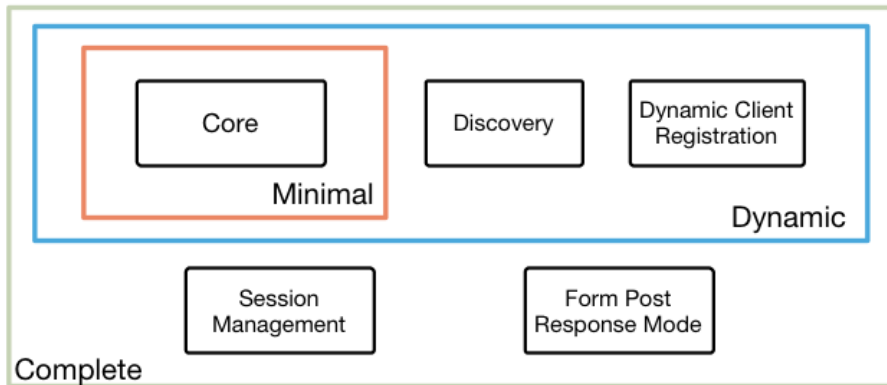 Core
Minimal
Discovery
Dynamic Client
Registration
Dynamic
Session
Management
Form Post
Response Mode
Complete